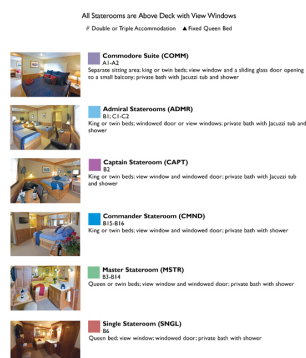 All Staterooms are Above Deck with View Windows
# Double or Triple Accommodation ▲ Fixed Queen Bed
Commodore Suite (COMM)
A1-A2
Separate sitting area; king or twin beds; view window and a sliding glass door opening
to a small balcony; private bath with Jacuzzi tub and shower
Admiral Staterooms (ADMR)
B1; C1-C2
King or twin beds; windowed door or view windows; private bath with Jacuzzi tub and
shower
Captain Stateroom (CAPT)
B2
King or twin beds; view window and windowed door; private bath with Jacuzzi tub
and shower
Commander Stateroom (CMND)
B15-B16
King or twin beds; view window and windowed door; private bath with shower
Master Stateroom (MSTR)
B3-B14
Queen or twin beds; view window and windowed door; private bath with shower
Single Stateroom (SNGL)
B6
Queen bed; view window; windowed door; private bath with shower